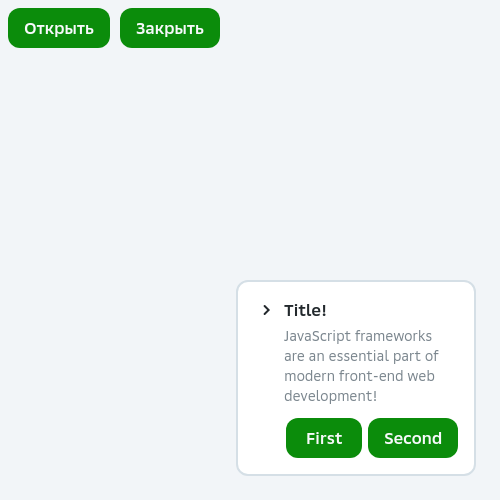 Открыть Закрыть
Title!
JavaScript frameworks
are an essential part of
modern front-end web
development!
First Second